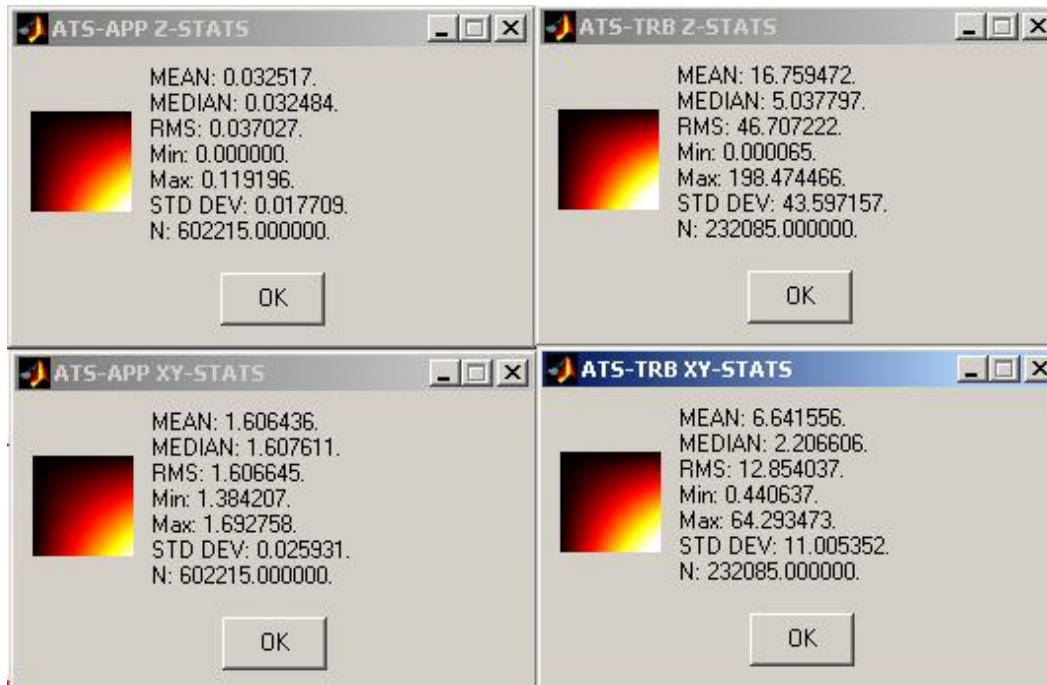 ATS-APP Z-STATS
MEAN: 0.032517.
MEDIAN: 0.032484.
RMS: 0.037027.
Min: 0.000000.
Max: 0.119196.
STD DEV: 0.017709.
N: 602215.000000.
OK
ATS-TRB Z-STATS
MEAN: 16.759472.
MEDIAN: 5.037797.
RMS: 46.707222.
Min: 0.000065.
Max: 198.474466.
STD DEV: 43.597157.
N: 232085.000000.
OK
ATS-APP XY-STATS
MEAN: 1.606436.
MEDIAN: 1.607611.
RMS: 1.606645.
Min: 1.384207.
Max: 1.692758.
STD DEV: 0.025931.
N: 602215.000000.
OK
ATS-TRB XY-STATS
MEAN: 6.641556.
MEDIAN: 2.206606.
RMS: 12.854037.
Min: 0.440637.
Max: 64.293473.
STD DEV: 11.005352.
N: 232085.000000.
OK